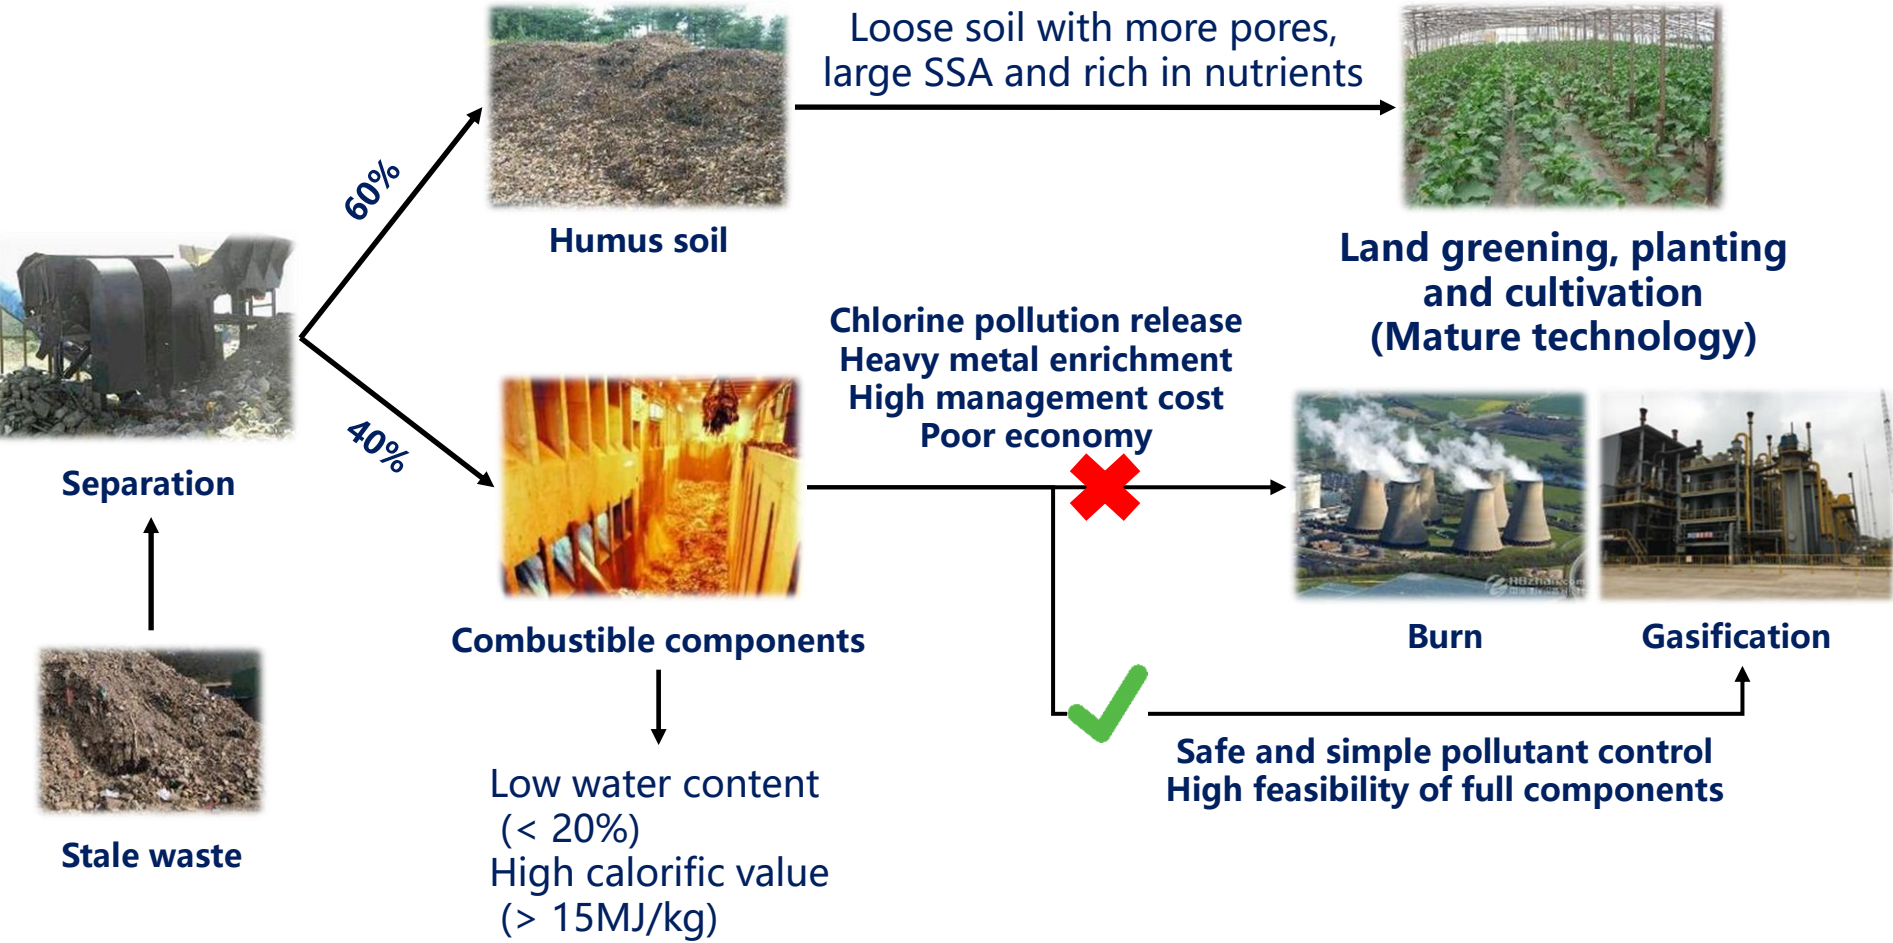 Loose soil with more pores,
large SSA and rich in nutrients
60%
Humus soil
Land greening, planting
and cultivation
(Mature technology)
Chlorine pollution release
Heavy metal enrichment
High management cost
Poor economy
40%
Separation
Combustible components
Burn
Gasification
Low water content
(< 20%)
High calorific value
(> 15MJ/kg)
Safe and simple pollutant control
High feasibility of full components
Stale waste
HBzhan.com